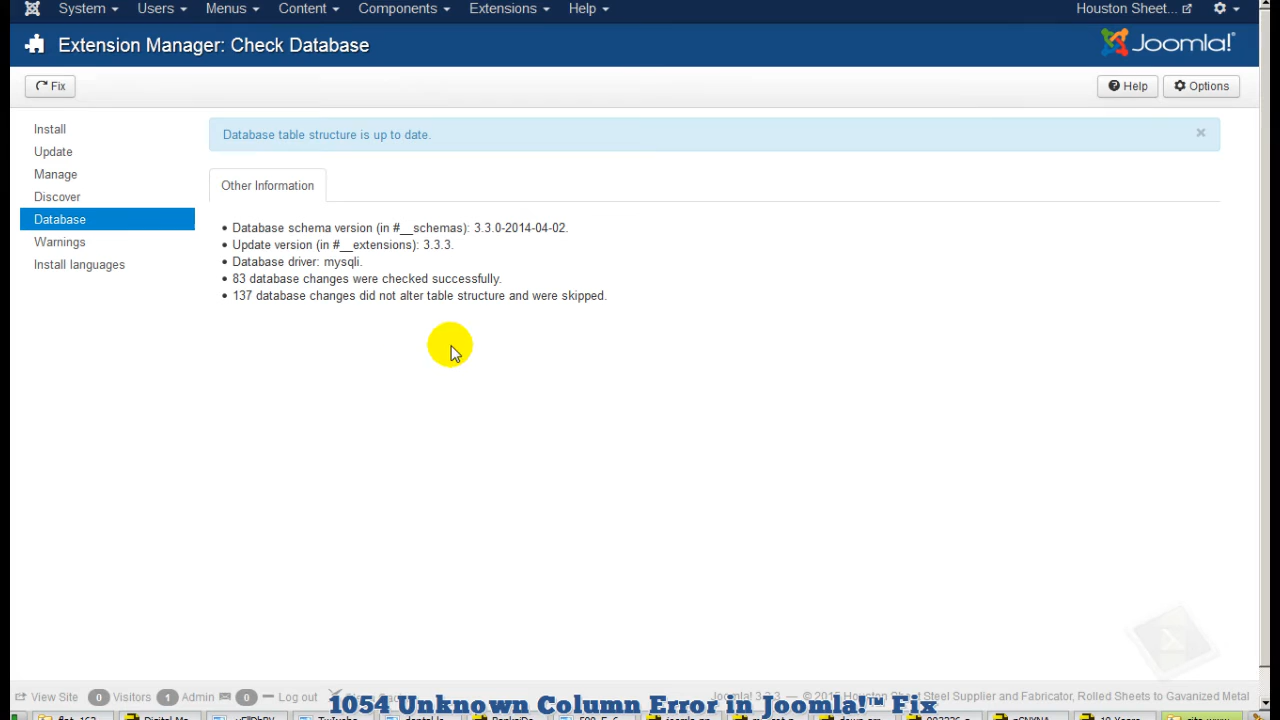 System Users Menus Content Components Extensions Help Houston Sheet...
Extension Manager: Check Database Joomla!®
Fix Help Options
Install
Update
Manage
Discover
Database
Warnings
Install languages
Database table structure is up to date. ×
Other Information
• Database schema version (in #__schemas): 3.3.0-2014-04-02.
• Update version (in #__extensions): 3.3.3.
• Database driver: mysqli.
• 83 database changes were checked successfully.
• 137 database changes did not alter table structure and were skipped.
View Site 0 Visitors 1 Admin 0 Log out Joomla! 3.3.3 — Steel Supplier and Fabricator, Rolled Sheets to Gavanized Metal
1054 Unknown Column Error in Joomla!™ Fix